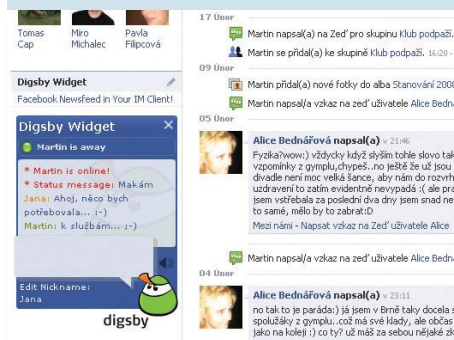 Tomas
Cap
Miro
Michalec
Pavla
Filipcová
Digsby Widget
Facebook Newsfeed in Your IM Client!
Digsby Widget
Martin is away
* Martin is online!
* Status message: Makám
Jana: Ahoj, něco bych
potřebovala... :-)
Martin: k službám... ;-)
Edit Nickname:
Jana
digsby
17 Únor
Martin napsal(a) na Zeď pro skupinu Klub podpaží.
Martin se přidal(a) ke skupině Klub podpaží. 16:20 -
09 Únor
Martin přidal(a) nové fotky do alba Stanování 2008
Martin napsal/a vzkaz na zeď uživatele Alice Bedná
05 Únor
Alice Bednářová napsal(a) v 21:46
Fyzika?wow:) vždycky když slyším tohle slovo tak
vzpomínky z gymplu,chypeš..no ještě že už jsou
divadle není moc velká šance, aby nám do rozvrh
uzdravení to zatím evidentně nevypadá :( ale pra
jsem vstřebala za poslední dva dny jsem snad ne
to samé, mělo by to zabrat:D
Mezi námi - Napsat vzkaz na Zeď uživatele Alice
Martin napsal/a vzkaz na zeď uživatele Alice Bedná
04 Únor
Alice Bednářová napsal(a) v 23:11
no tak to je paráda:) já jsem v Brně taky docela s
spolužáky z gymplu..což má své klady, ale občas
jako na koleji :) co ty? už máš za sebou nějaké zk